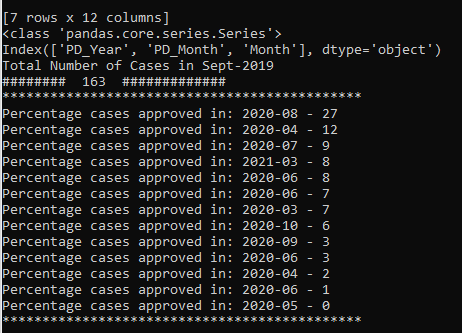 [7 rows x 12 columns]
<class 'pandas.core.series.Series'>
Index(['PD_Year', 'PD_Month', 'Month'], dtype='object')
Total Number of Cases in Sept-2019
########  163  #############
*********************************************
Percentage cases approved in: 2020-08 - 27
Percentage cases approved in: 2020-04 - 12
Percentage cases approved in: 2020-07 - 9
Percentage cases approved in: 2021-03 - 8
Percentage cases approved in: 2020-06 - 8
Percentage cases approved in: 2020-06 - 7
Percentage cases approved in: 2020-03 - 7
Percentage cases approved in: 2020-10 - 6
Percentage cases approved in: 2020-09 - 3
Percentage cases approved in: 2020-06 - 3
Percentage cases approved in: 2020-04 - 2
Percentage cases approved in: 2020-06 - 1
Percentage cases approved in: 2020-05 - 0
*********************************************